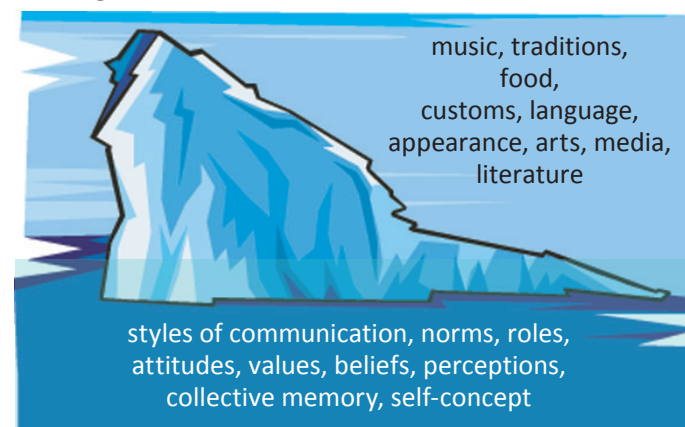 music, traditions,
food,
customs, language,
appearance, arts, media,
literature
styles of communication, norms, roles,
attitudes, values, beliefs, perceptions,
collective memory, self-concept